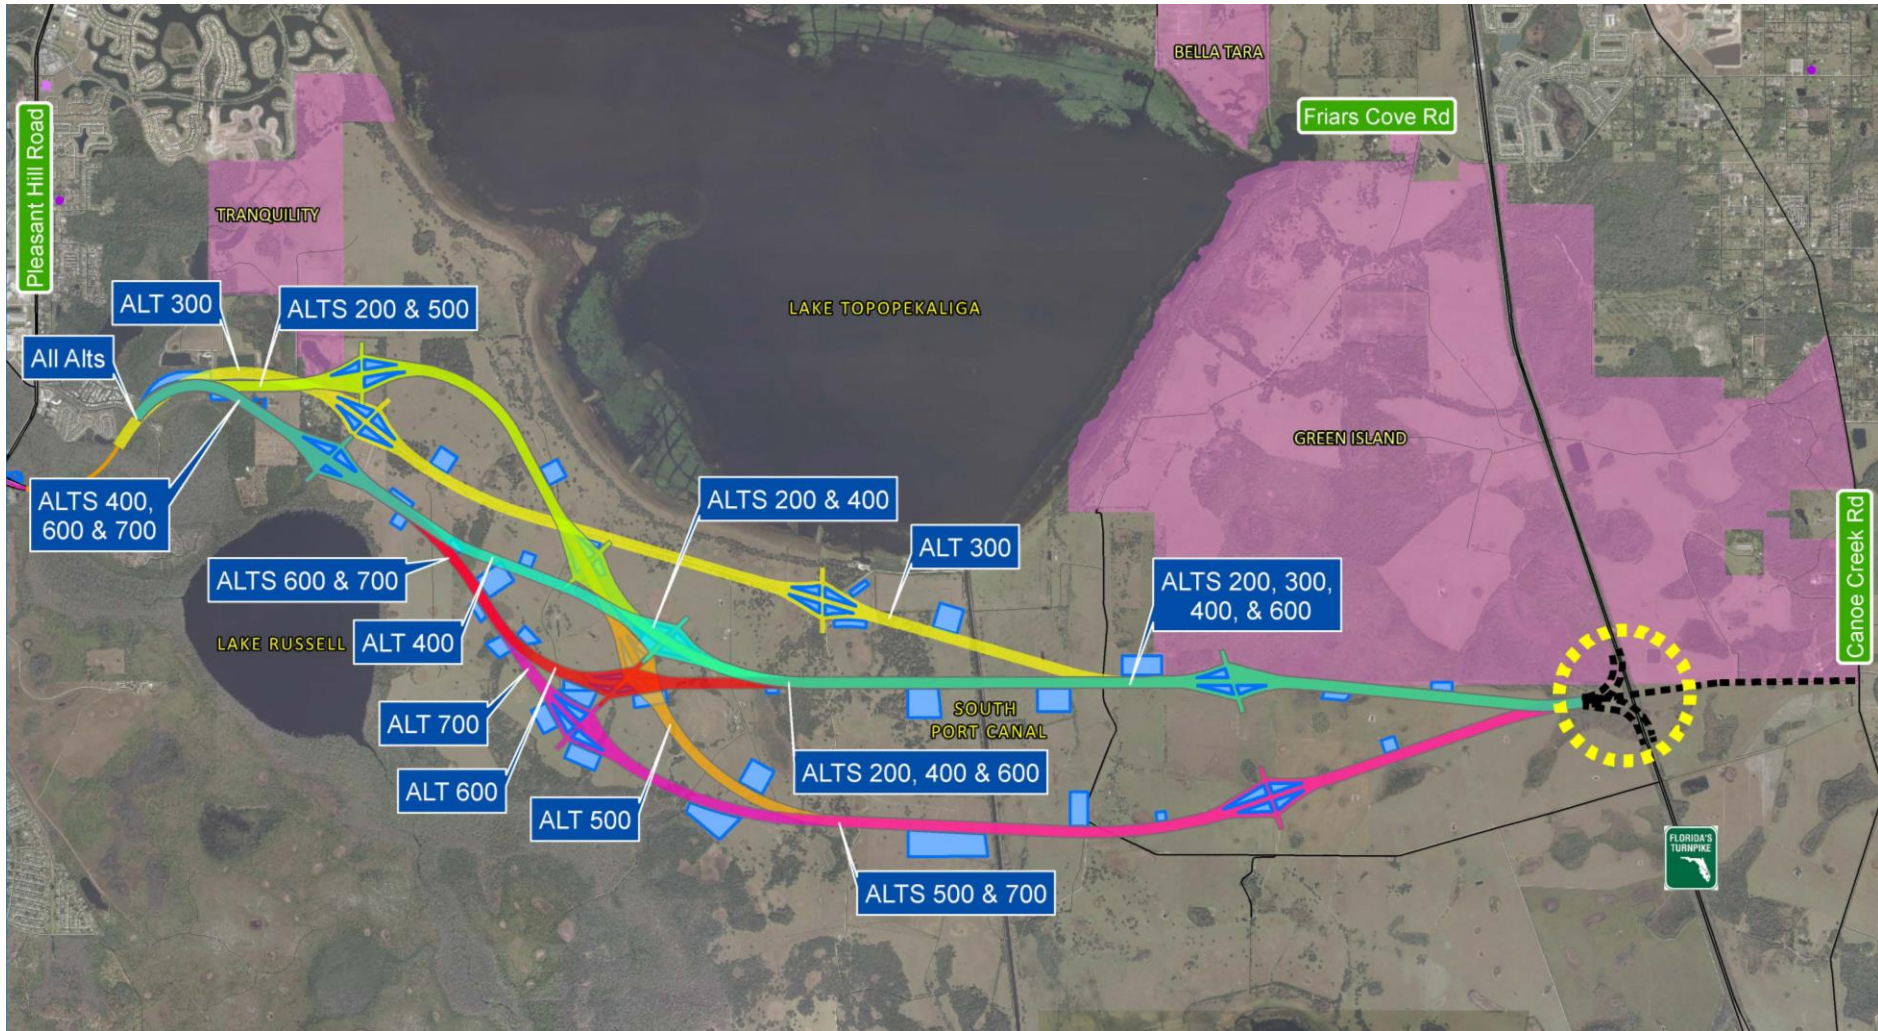 BELLA TARA
Friars Cove Rd
Pleasant Hill Road
TRANQUILITY
ALT 300
ALTS 200 & 500
LAKE TOPOPEKALIGA
All Alts
GREEN ISLAND
ALTS 400,
600 & 700
ALTS 200 & 400
ALT 300
Canoe Creek Rd
ALTS 600 & 700
ALTS 200, 300,
400, & 600
LAKE RUSSELL
ALT 400
ALT 700
SOUTH
PORT CANAL
ALT 600
ALTS 200, 400 & 600
ALT 500
FLORIDA'S
TURNPIKE
ALTS 500 & 700